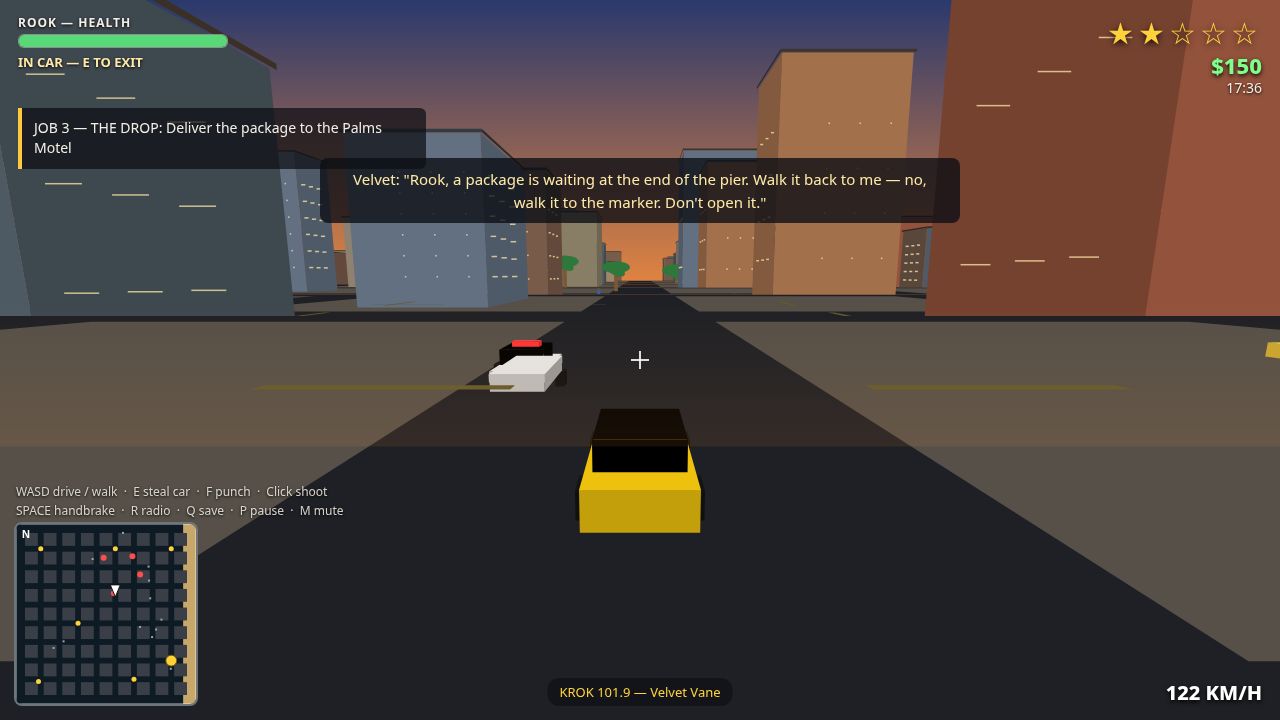 ROOK — HEALTH
IN CAR — E TO EXIT
★★☆☆☆
$150
17:36
JOB 3 — THE DROP: Deliver the package to the Palms
Motel
Velvet: "Rook, a package is waiting at the end of the pier. Walk it back to me — no,
walk it to the marker. Don't open it."
WASD drive / walk · E steal car · F punch · Click shoot
SPACE handbrake · R radio · Q save · P pause · M mute
N
KROK 101.9 — Velvet Vane
122 KM/H